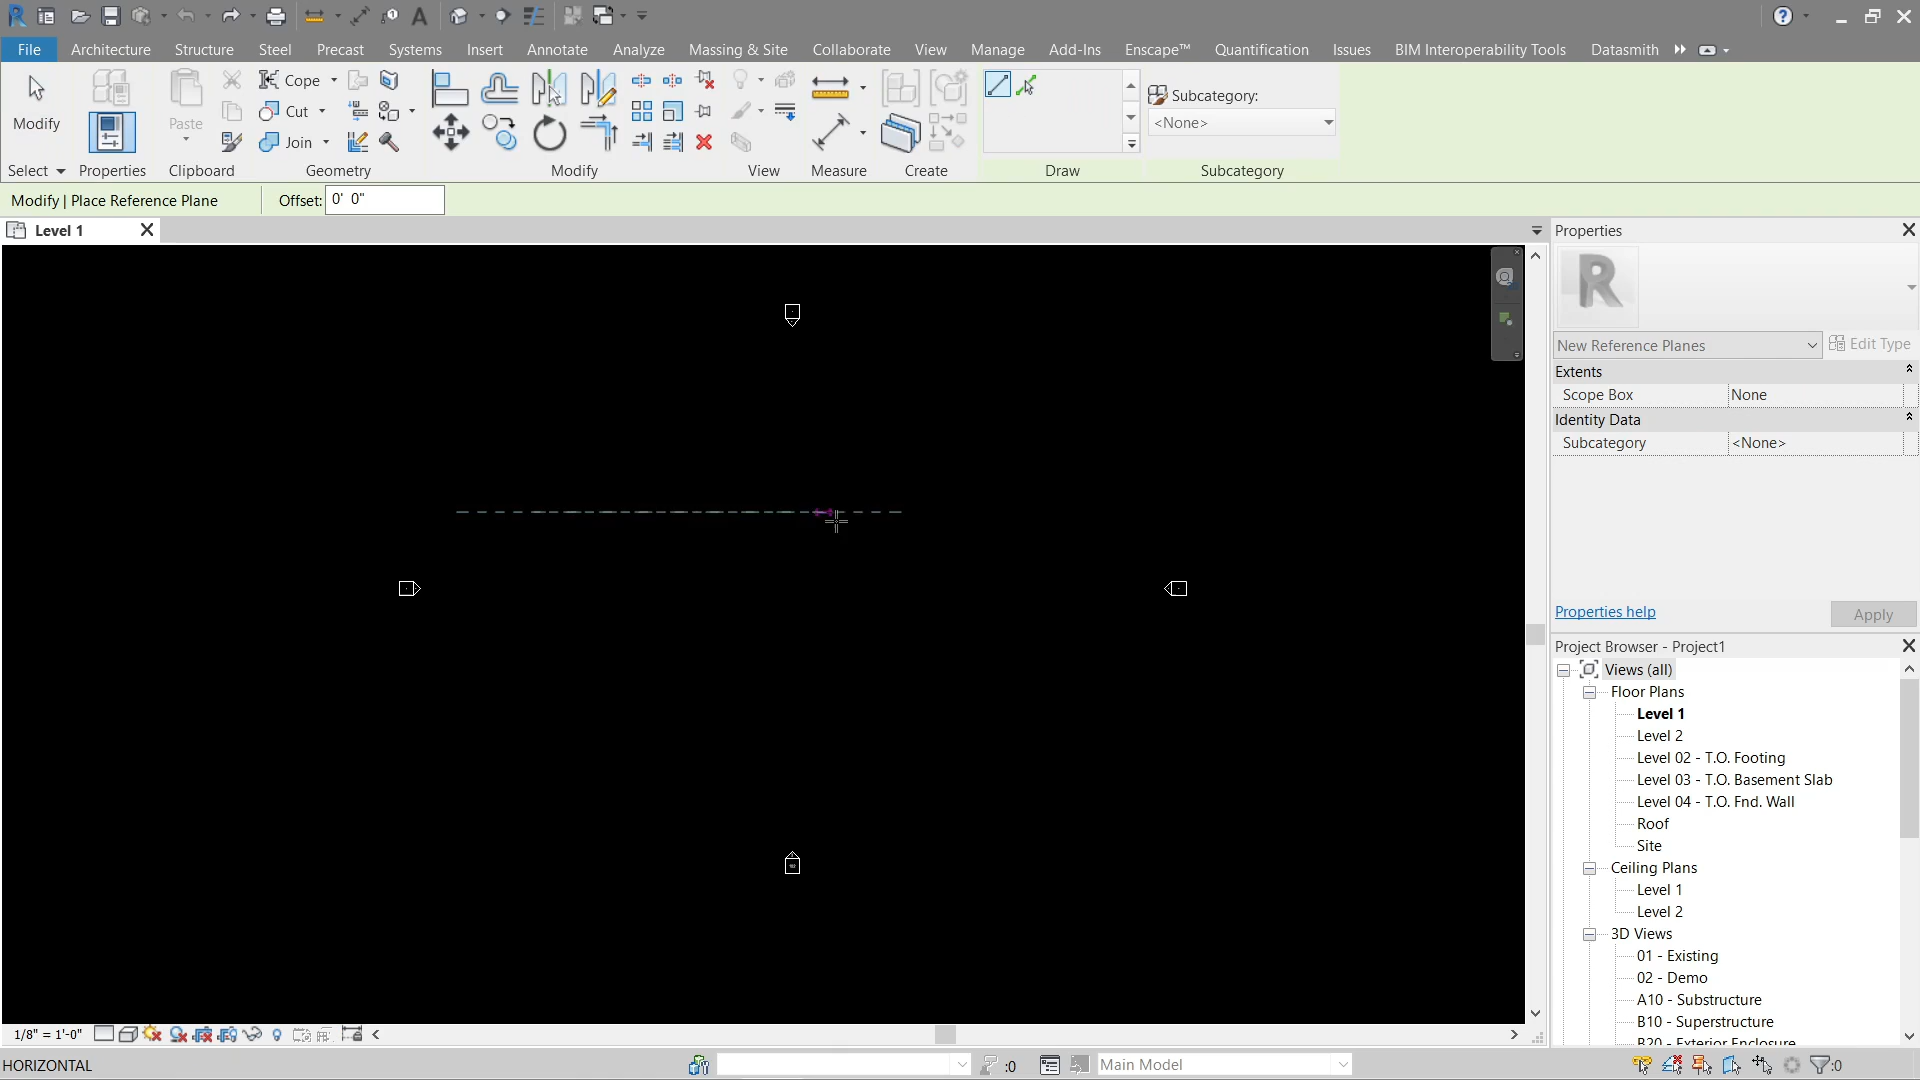 File Architecture Structure Steel Precast Systems Insert Annotate Analyze Massing & Site Collaborate View Manage Add-Ins Enscape™ Quantification Issues BIM Interoperability Tools Datasmith
Modify
Paste
Cope
Cut
Join
Subcategory:
<None>
Select Properties Clipboard Geometry Modify View Measure Create Draw Subcategory
Modify | Place Reference Plane Offset: 0' 0"
Level 1
Properties
R
New Reference Planes Edit Type
Extents
Scope Box None
Identity Data
Subcategory <None>
Properties help Apply
Project Browser - Project1
Views (all)
Floor Plans
Level 1
Level 2
Level 02 - T.O. Footing
Level 03 - T.O. Basement Slab
Level 04 - T.O. Fnd. Wall
Roof
Site
Ceiling Plans
Level 1
Level 2
3D Views
01 - Existing
02 - Demo
A10 - Substructure
B10 - Superstructure
B20 - Exterior Enclosure
1/8" = 1'-0"
HORIZONTAL :0 Main Model :0